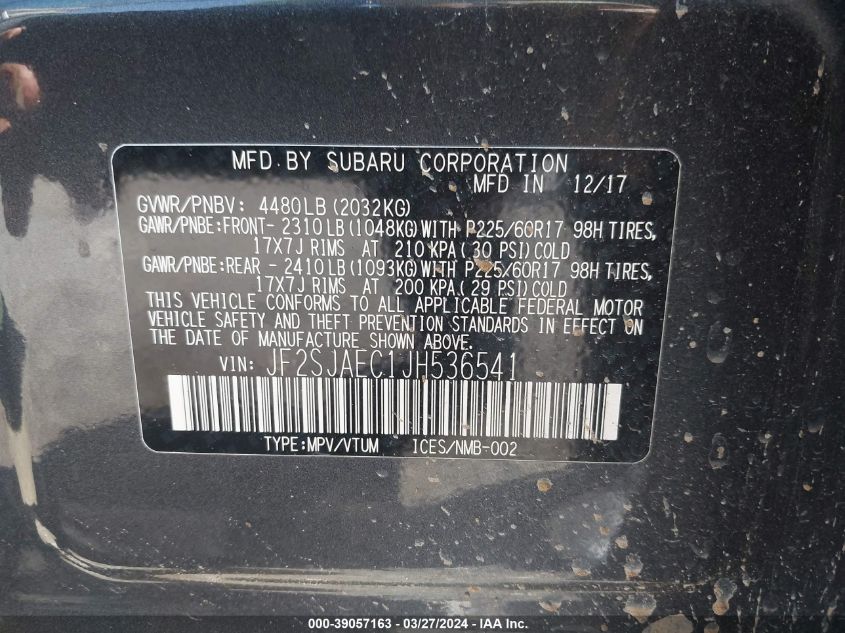 MFD BY SUBARU CORPORATION
MFD IN 12/17
GVWR/PNBV: 4480LB(2032KG)
GAWR/PNBE:FRONT- 2310LB(1048KG)WITH P225/60R17 98H TIRES,
17X7J RIMS AT 210 KPA(30 PSI)COLD
GAWR/PNBE:REAR - 2410LB(1093KG)WITH P225/60R17 98H TIRES,
17X7J RIMS AT 200 KPA(29 PSI)COLD
THIS VEHICLE CONFORMS TO ALL APPLICABLE FEDERAL MOTOR
VEHICLE SAFETY AND THEFT PREVENTION STANDARDS IN EFFECT ON
THE DATE OF MANUFACTURE SHOWN ABOVE.
VIN: JF2SJAEC1JH536541
TYPE:MPV/VTUM ICES/NMB-002
000-39057163 - 03/27/2024 - IAA Inc.